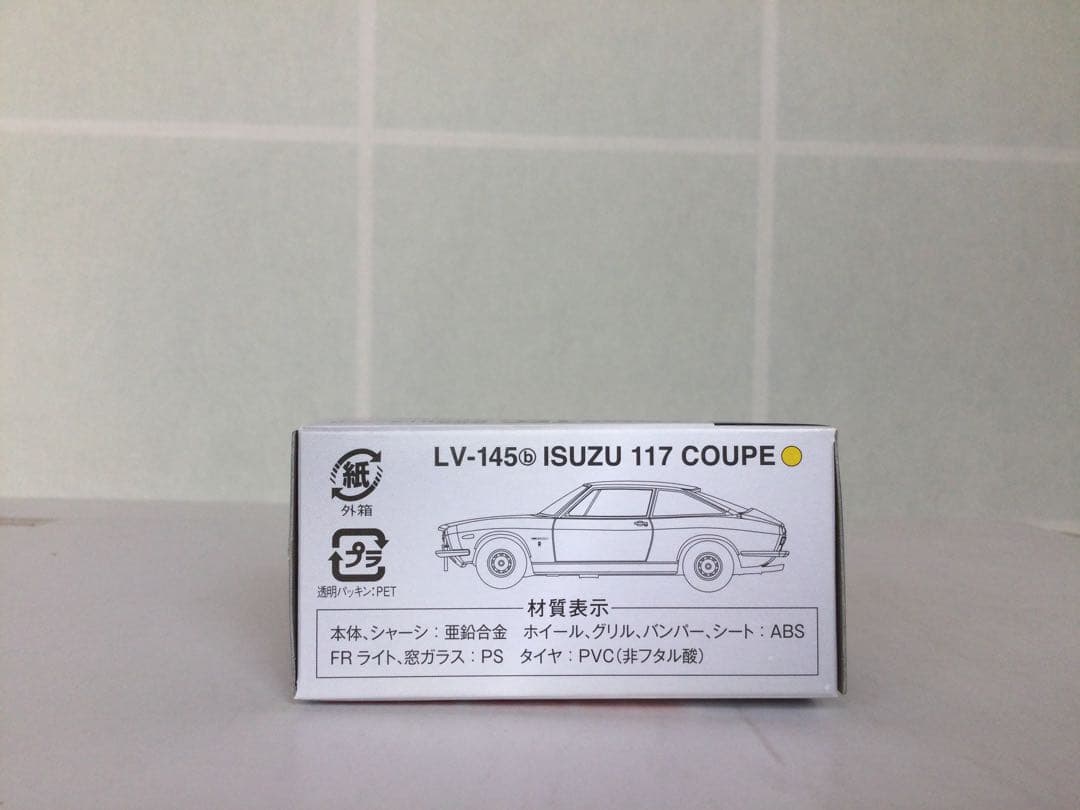 LV-145ⓑ ISUZU 117 COUPE
紙
外箱
プラ
透明パッキン:PET
材質表示
本体、シャーシ:亜鉛合金 ホイール、グリル、バンパー、シート:ABS
FRライト、窓ガラス:PS タイヤ:PVC(非フタル酸)